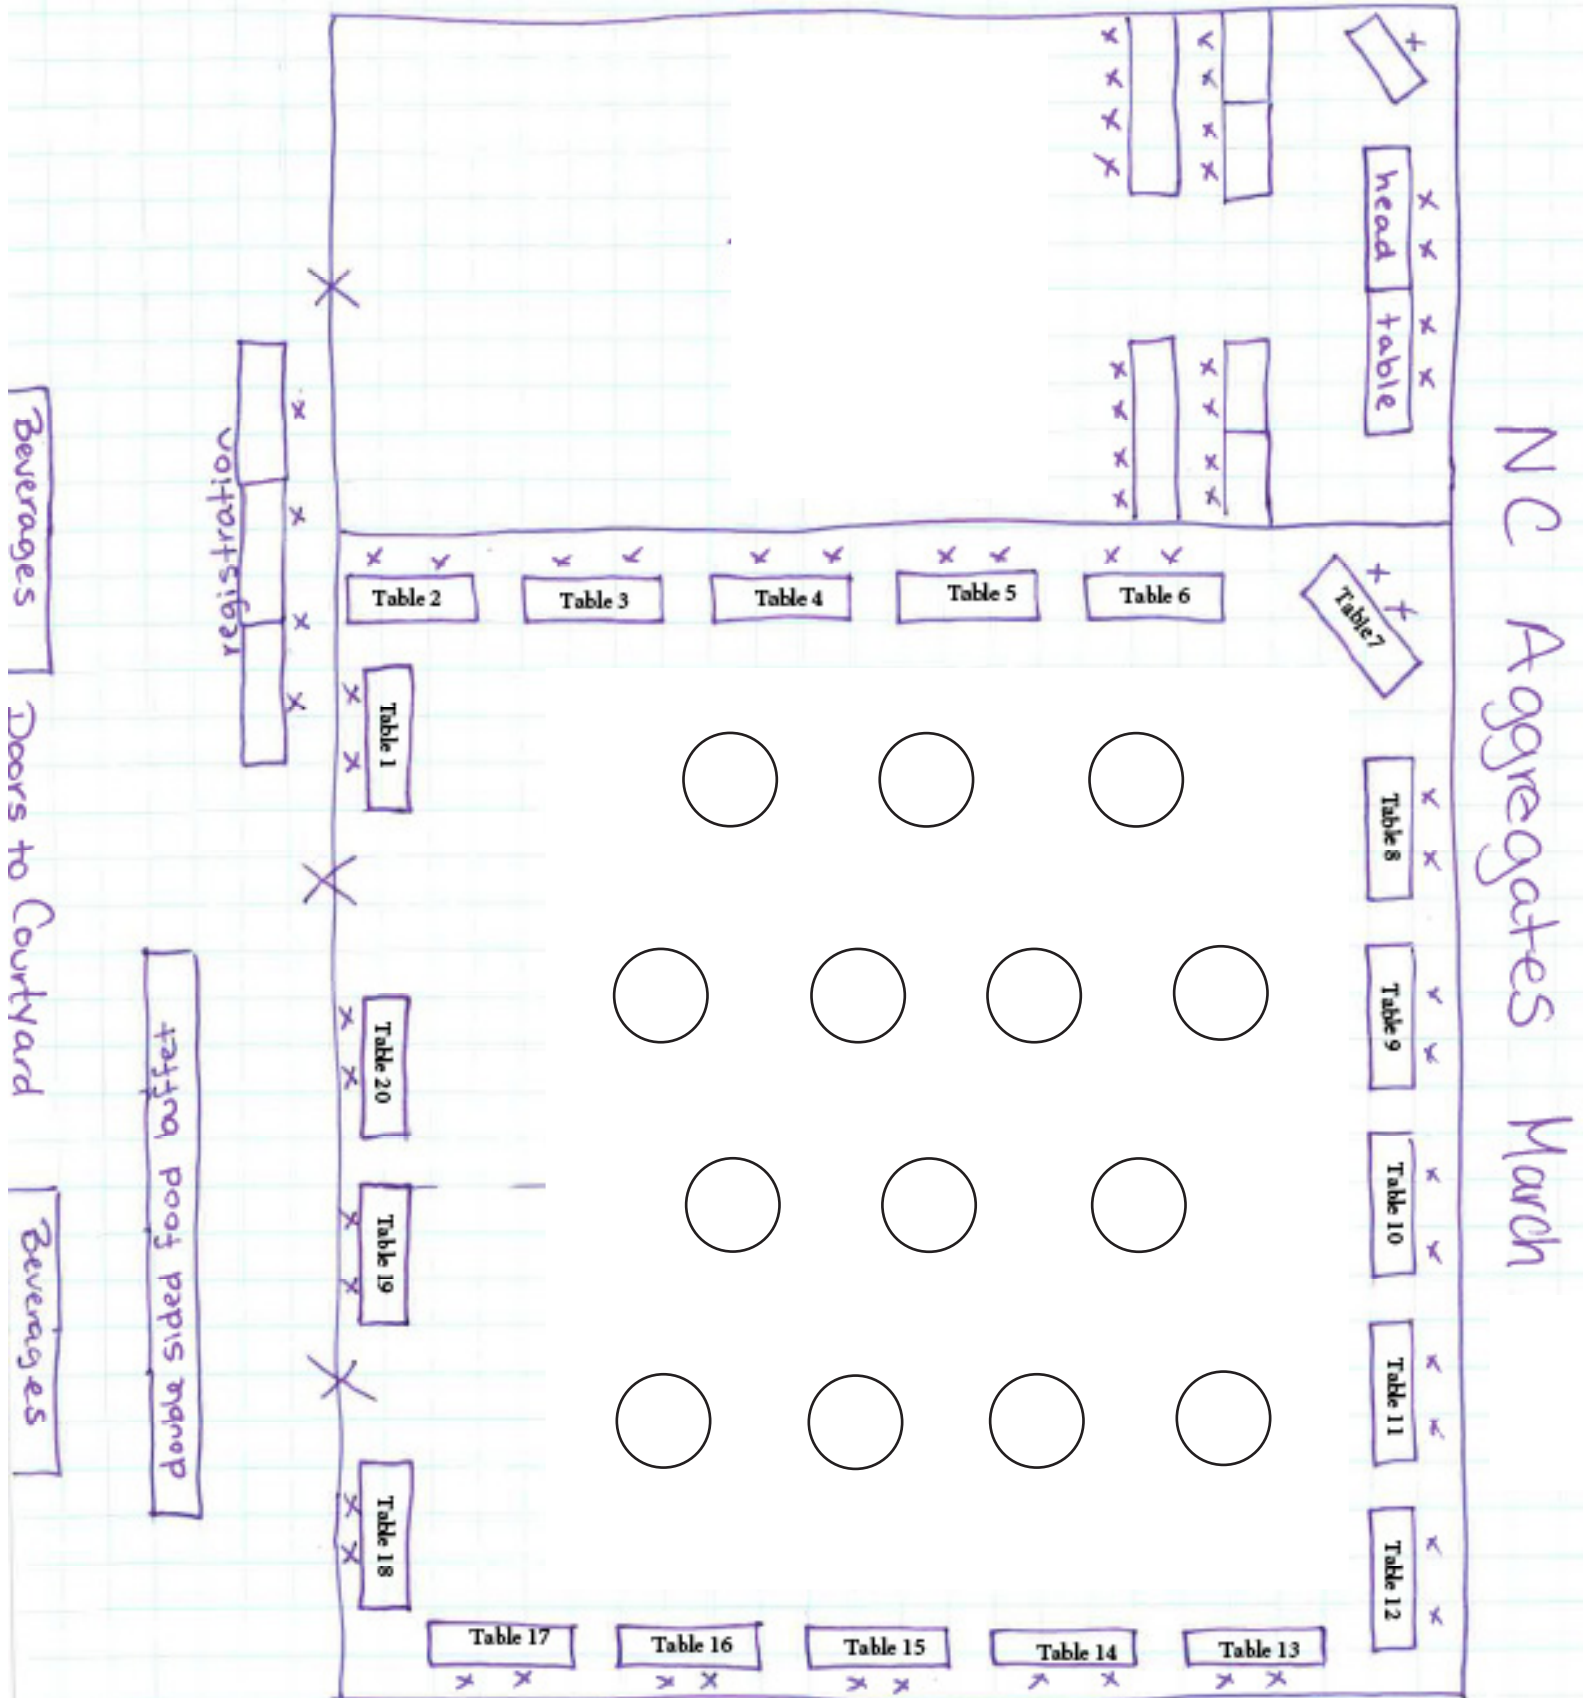 NC Aggregates March
head table
Table 2
Table 3
Table 4
Table 5
Table 6
Table 7
Table 1
Table 8
Table 9
Table 10
Table 11
Table 12
Table 20
Table 19
Table 18
Table 17
Table 16
Table 15
Table 14
Table 13
registration
double sided food buffet
Beverages
Doors to Courtyard
Beverages